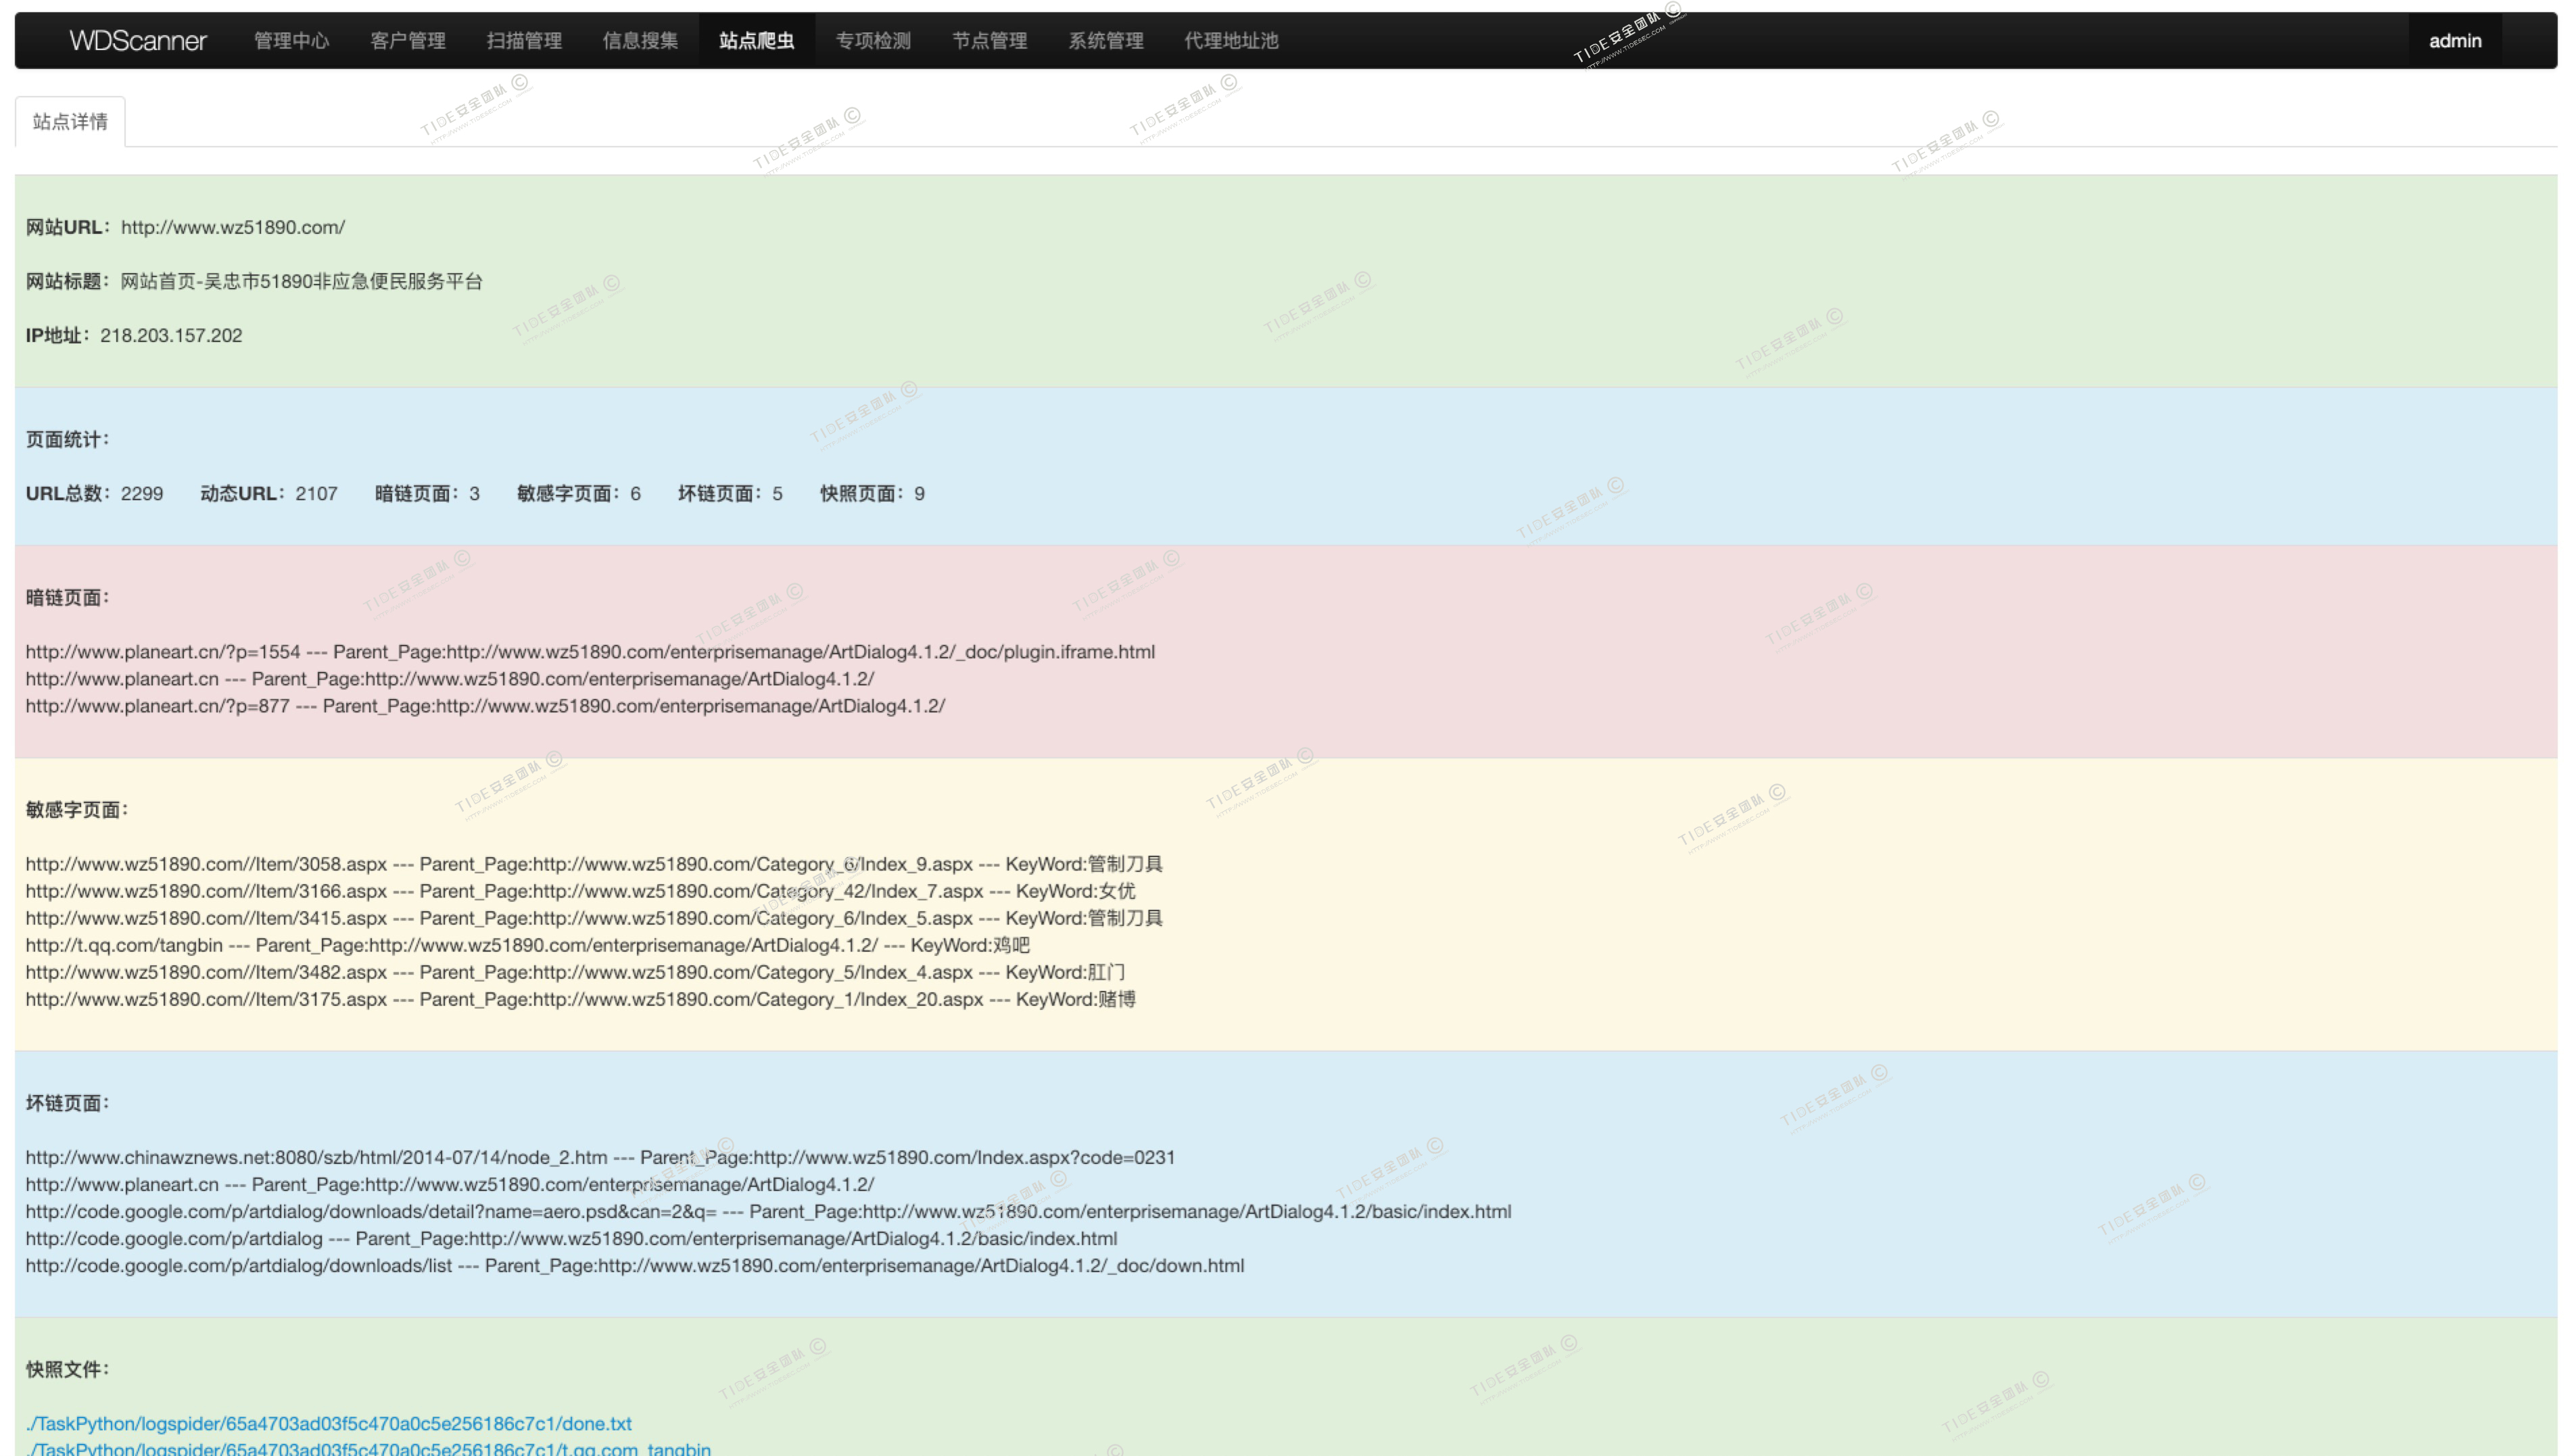 WDScanner 管理中心 客户管理 扫描管理 信息搜集 站点爬虫 专项检测 节点管理 系统管理 代理地址池 admin
站点详情
网站URL：http://www.wz51890.com/
网站标题：网站首页-吴忠市51890非应急便民服务平台
IP地址：218.203.157.202
页面统计：
URL总数：2299 动态URL：2107 暗链页面：3 敏感字页面：6 坏链页面：5 快照页面：9
暗链页面：
http://www.planeart.cn/?p=1554 --- Parent_Page:http://www.wz51890.com/enterprisemanage/ArtDialog4.1.2/_doc/plugin.iframe.html
http://www.planeart.cn --- Parent_Page:http://www.wz51890.com/enterprisemanage/ArtDialog4.1.2/
http://www.planeart.cn/?p=877 --- Parent_Page:http://www.wz51890.com/enterprisemanage/ArtDialog4.1.2/
敏感字页面：
http://www.wz51890.com//Item/3058.aspx --- Parent_Page:http://www.wz51890.com/Category_6/Index_9.aspx --- KeyWord:管制刀具
http://www.wz51890.com//Item/3166.aspx --- Parent_Page:http://www.wz51890.com/Category_42/Index_7.aspx --- KeyWord:女优
http://www.wz51890.com//Item/3415.aspx --- Parent_Page:http://www.wz51890.com/Category_6/Index_5.aspx --- KeyWord:管制刀具
http://t.qq.com/tangbin --- Parent_Page:http://www.wz51890.com/enterprisemanage/ArtDialog4.1.2/ --- KeyWord:鸡吧
http://www.wz51890.com//Item/3482.aspx --- Parent_Page:http://www.wz51890.com/Category_5/Index_4.aspx --- KeyWord:肛门
http://www.wz51890.com//Item/3175.aspx --- Parent_Page:http://www.wz51890.com/Category_1/Index_20.aspx --- KeyWord:赌博
坏链页面：
http://www.chinawznews.net:8080/szb/html/2014-07/14/node_2.htm --- Parent_Page:http://www.wz51890.com/Index.aspx?code=0231
http://www.planeart.cn --- Parent_Page:http://www.wz51890.com/enterprisemanage/ArtDialog4.1.2/
http://code.google.com/p/artdialog/downloads/detail?name=aero.psd&can=2&q= --- Parent_Page:http://www.wz51890.com/enterprisemanage/ArtDialog4.1.2/basic/index.html
http://code.google.com/p/artdialog --- Parent_Page:http://www.wz51890.com/enterprisemanage/ArtDialog4.1.2/basic/index.html
http://code.google.com/p/artdialog/downloads/list --- Parent_Page:http://www.wz51890.com/enterprisemanage/ArtDialog4.1.2/_doc/down.html
快照文件：
./TaskPython/logspider/65a4703ad03f5c470a0c5e256186c7c1/done.txt
./TaskPython/logspider/65a4703ad03f5c470a0c5e256186c7c1/t.qq.com_tangbin
TIDE安全团队 ©
HTTP://WWW.TIDESEC.COM